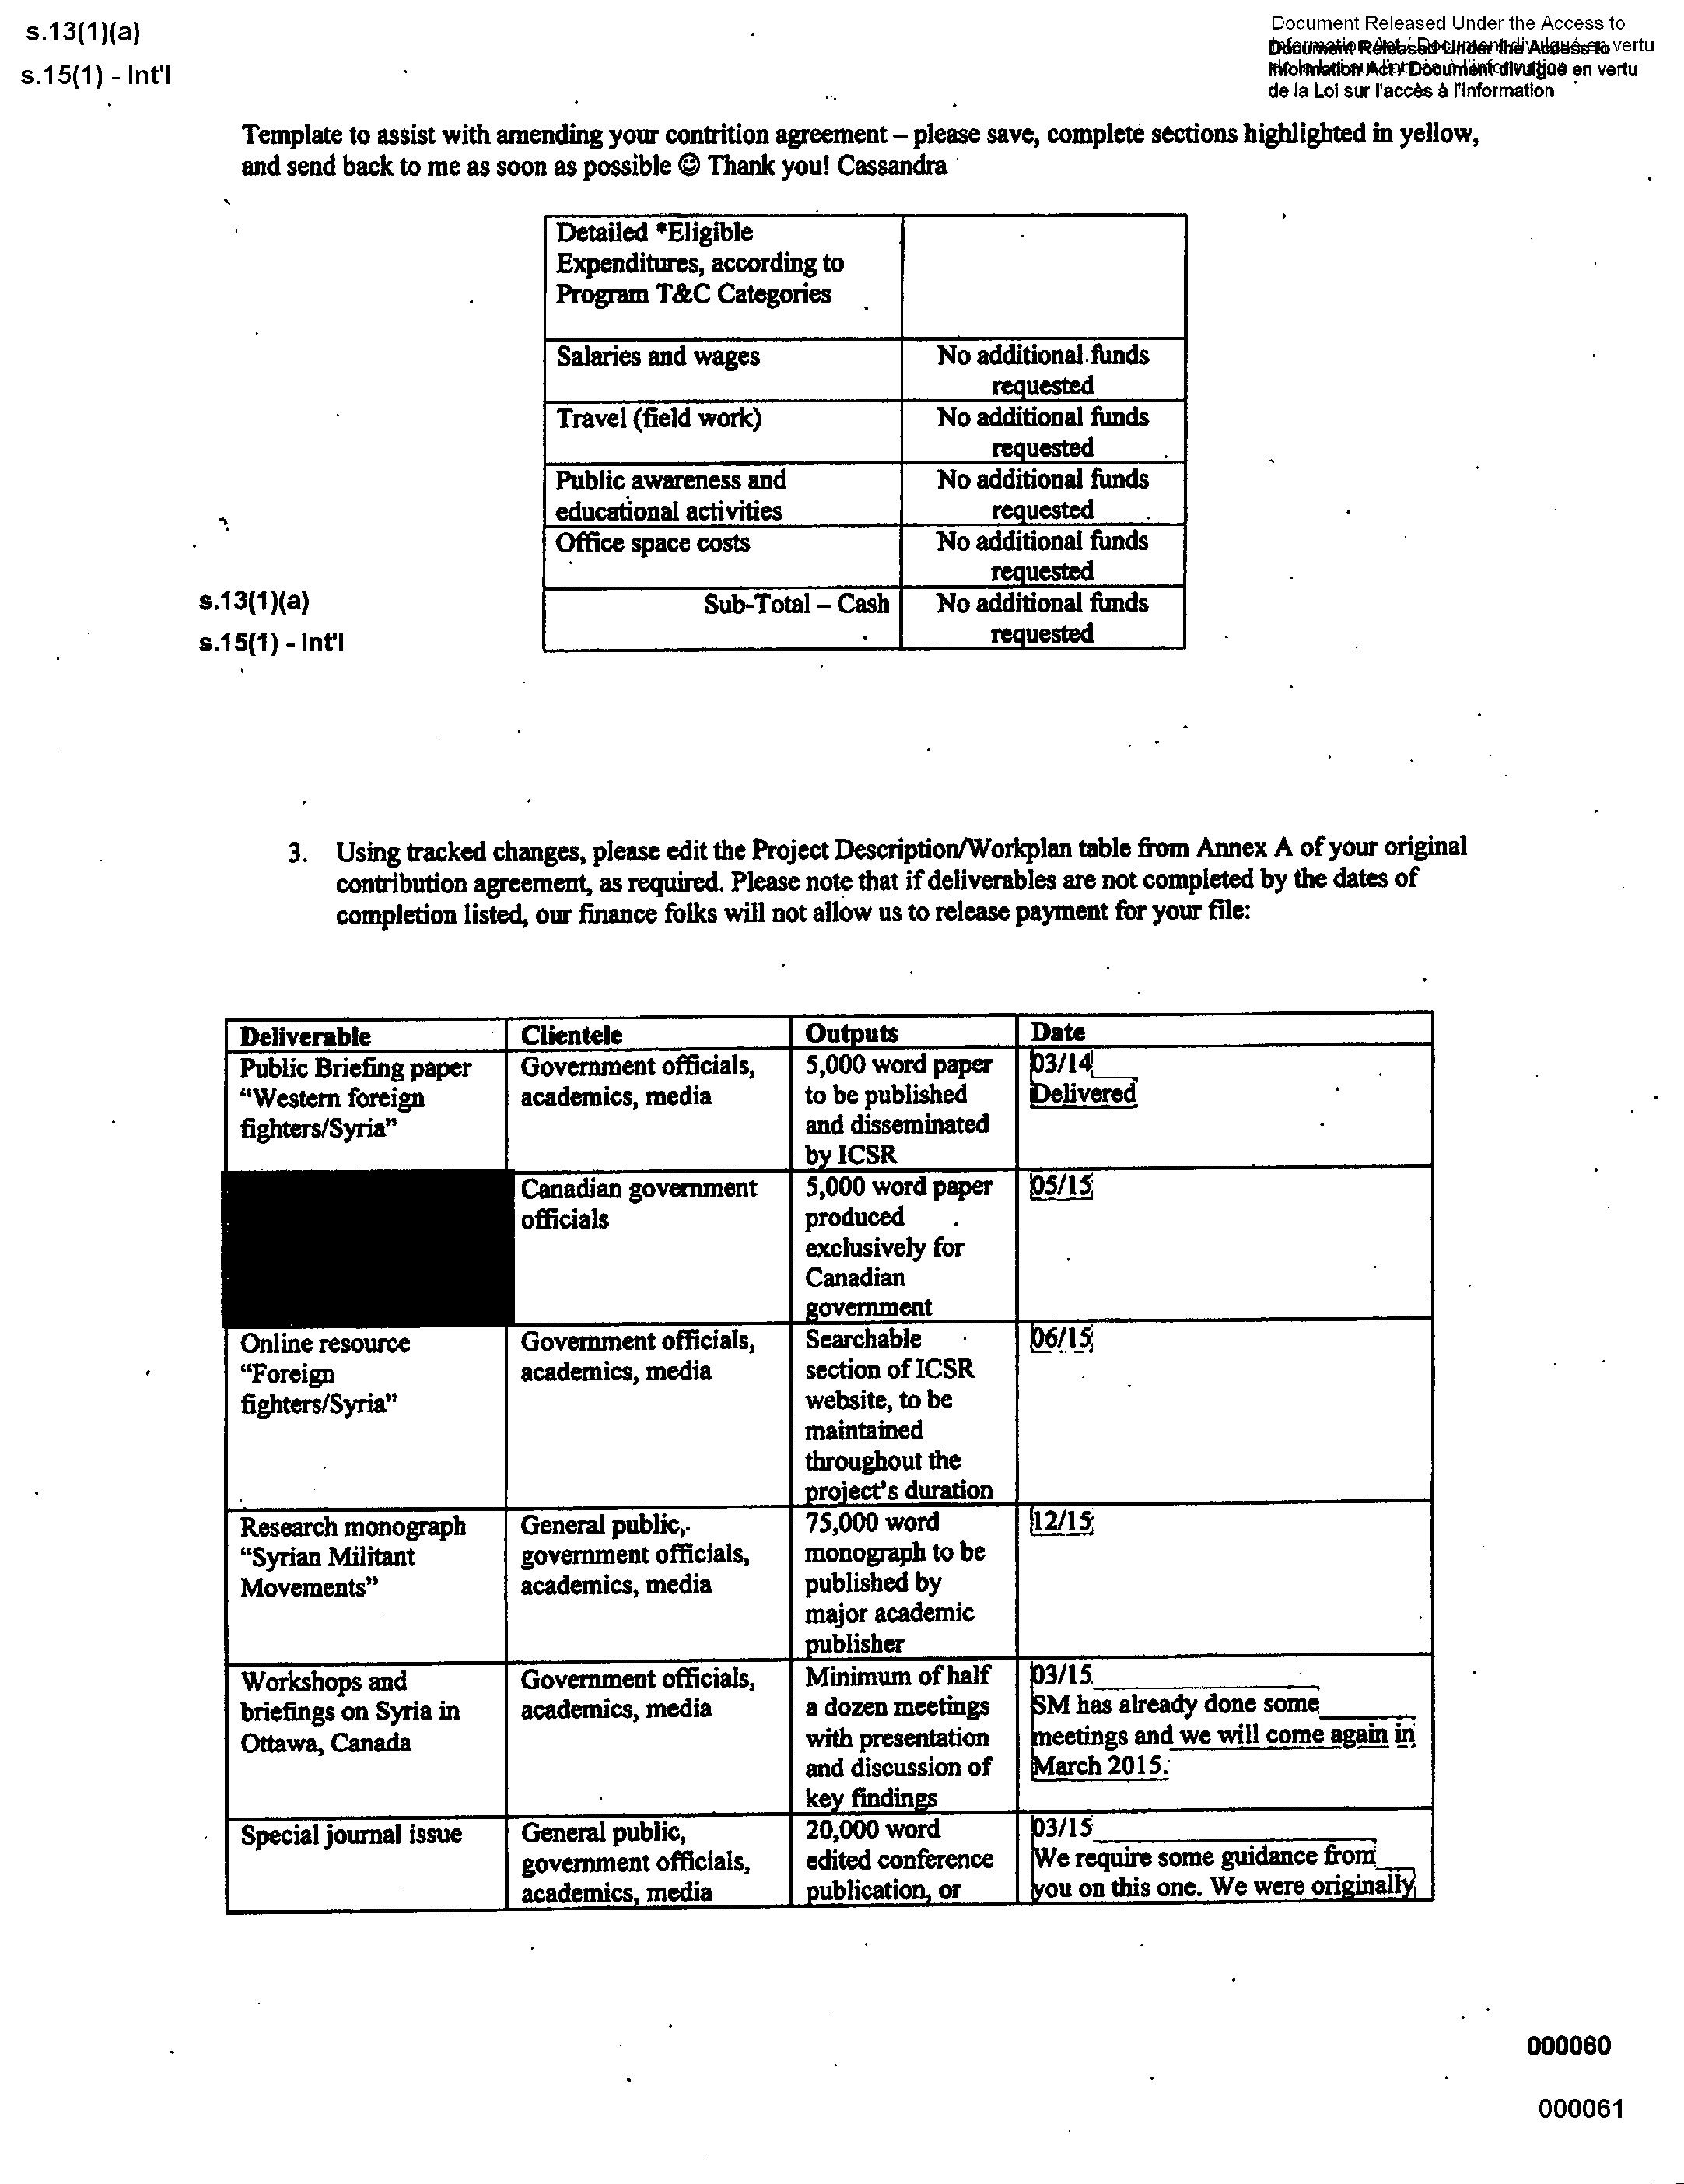 s.13(1)(a)
s.15(1) - Int'l
Document Released Under the Access to
Information Act / Document divulgué en vertu
Document Released Under the Access to
Information Act / Document divulgué en vertu
de la Loi sur l'accès à l'information
Template to assist with amending your contrition agreement – please save, complete sections highlighted in yellow,
and send back to me as soon as possible ☺ Thank you! Cassandra
Detailed *Eligible
Expenditures, according to
Program T&C Categories
Salaries and wages
No additional funds
requested
Travel (field work)
No additional funds
requested
Public awareness and
educational activities
No additional funds
requested
Office space costs
No additional funds
requested
s.13(1)(a)
s.15(1) - Int'l
Sub-Total – Cash
No additional funds
requested
3. Using tracked changes, please edit the Project Description/Workplan table from Annex A of your original
contribution agreement, as required. Please note that if deliverables are not completed by the dates of
completion listed, our finance folks will not allow us to release payment for your file:
Deliverable
Clientele
Outputs
Date
Public Briefing paper
"Western foreign
fighters/Syria"
Government officials,
academics, media
5,000 word paper
to be published
and disseminated
by ICSR
03/14
Delivered
Canadian government
officials
5,000 word paper
produced
exclusively for
Canadian
government
05/15
Online resource
"Foreign
fighters/Syria"
Government officials,
academics, media
Searchable
section of ICSR
website, to be
maintained
throughout the
project's duration
06/15
Research monograph
"Syrian Militant
Movements"
General public,
government officials,
academics, media
75,000 word
monograph to be
published by
major academic
publisher
12/15
Workshops and
briefings on Syria in
Ottawa, Canada
Government officials,
academics, media
Minimum of half
a dozen meetings
with presentation
and discussion of
key findings
03/15
SM has already done some
meetings and we will come again in
March 2015.
Special journal issue
General public,
government officials,
academics, media
20,000 word
edited conference
publication, or
03/15
We require some guidance from
you on this one. We were originally
000060
000061